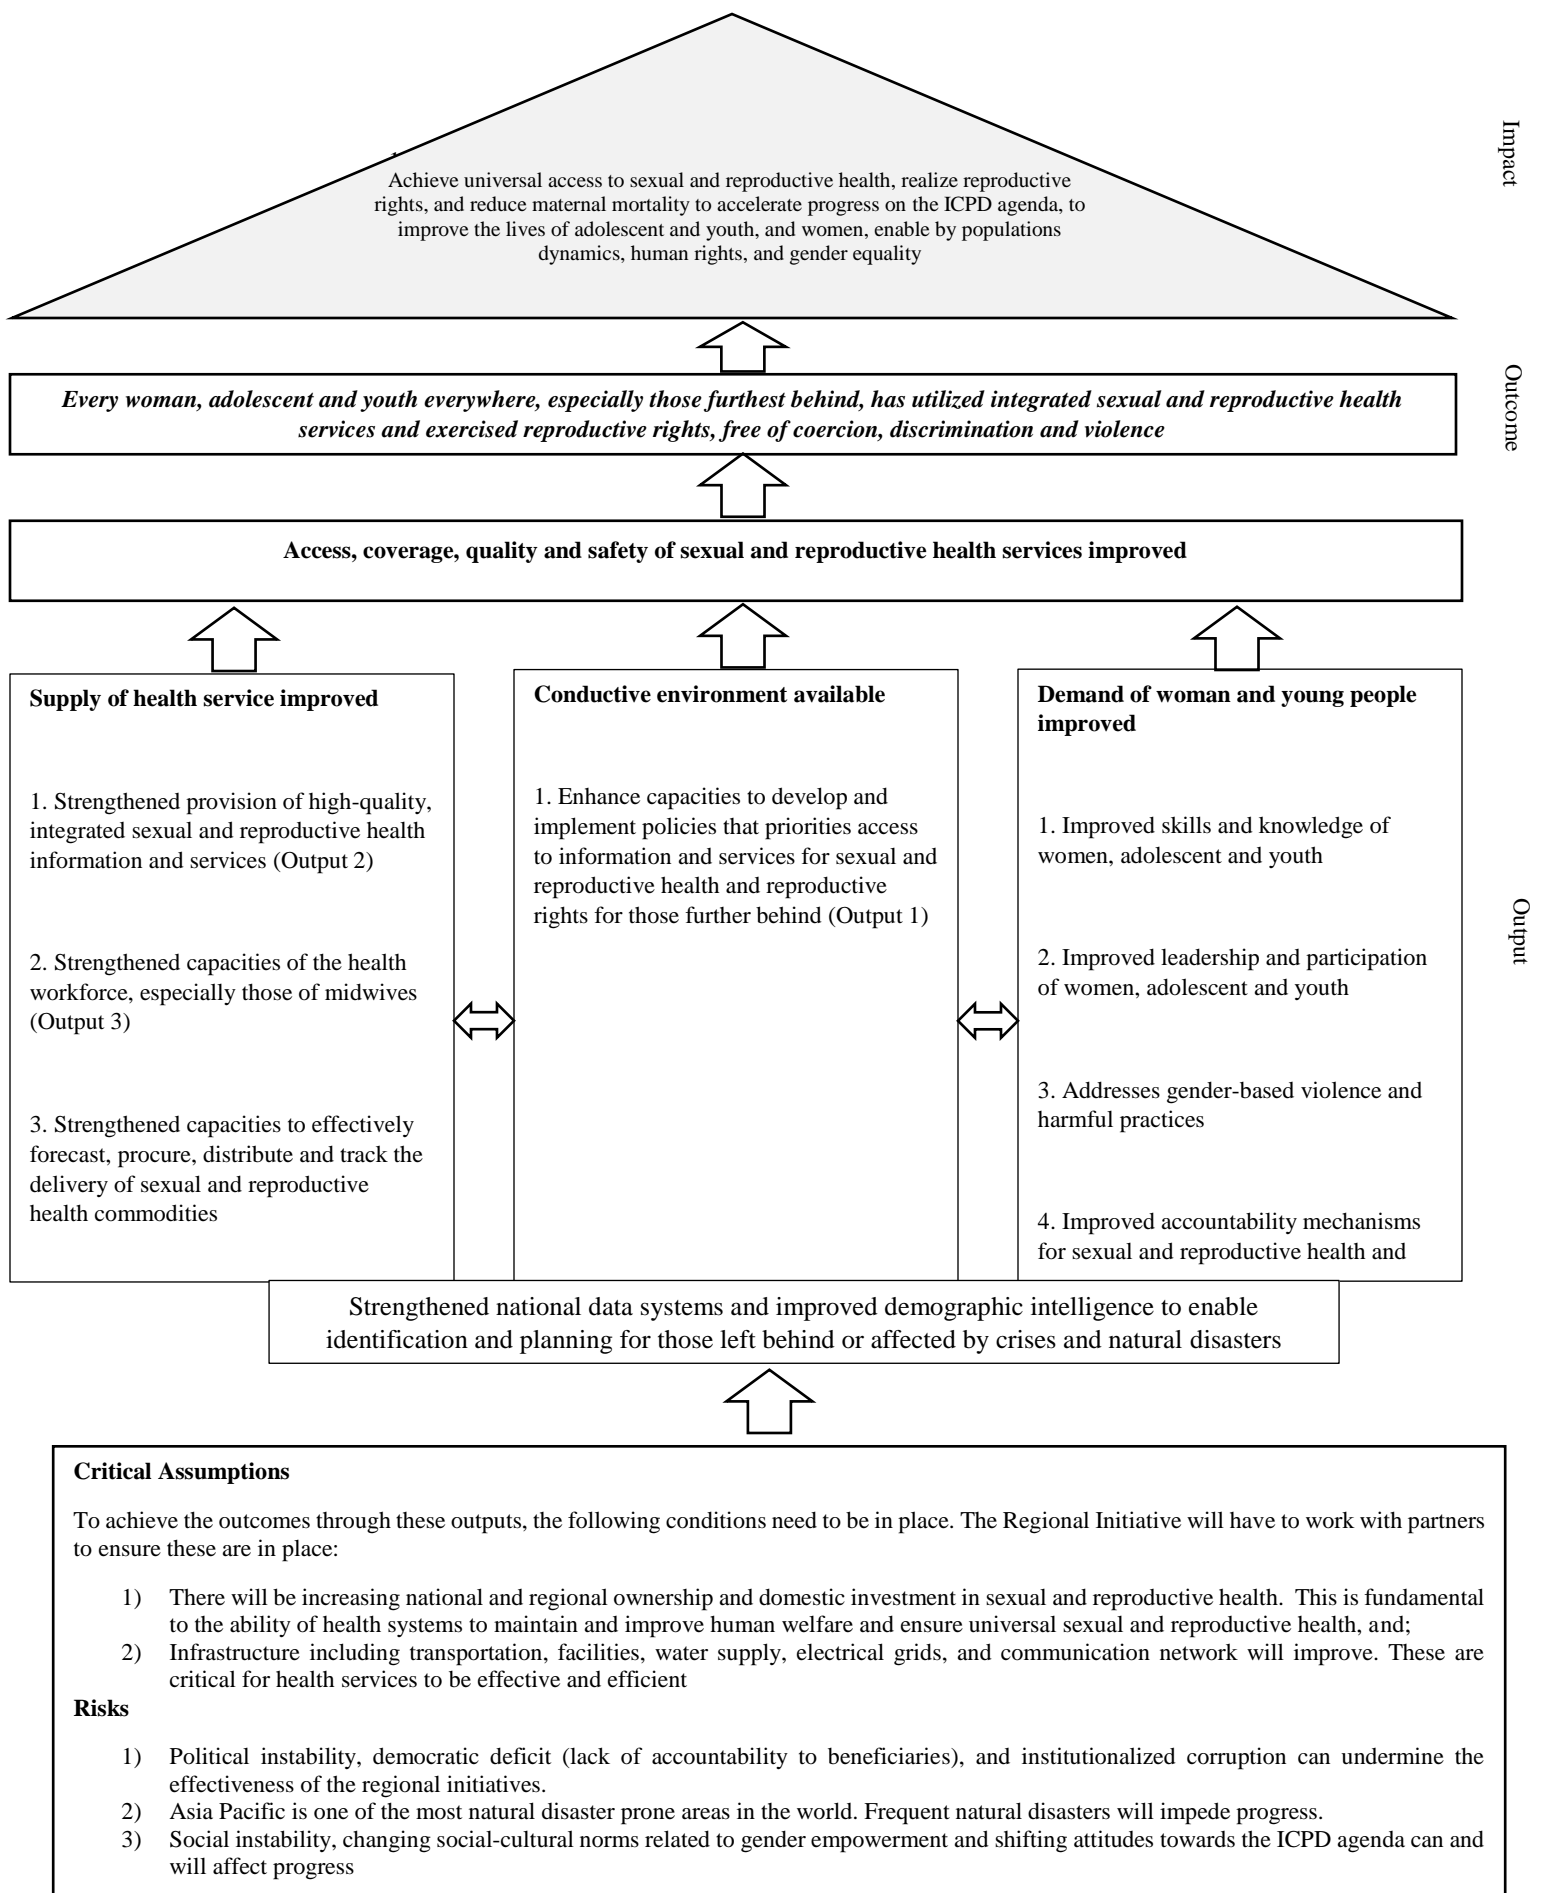 Impact
Achieve universal access to sexual and reproductive health, realize reproductive
rights, and reduce maternal mortality to accelerate progress on the ICPD agenda, to
improve the lives of adolescent and youth, and women, enable by populations
dynamics, human rights, and gender equality
Outcome
Every woman, adolescent and youth everywhere, especially those furthest behind, has utilized integrated sexual and reproductive health
services and exercised reproductive rights, free of coercion, discrimination and violence
Access, coverage, quality and safety of sexual and reproductive health services improved
Output
Supply of health service improved
1. Strengthened provision of high-quality,
integrated sexual and reproductive health
information and services (Output 2)
2. Strengthened capacities of the health
workforce, especially those of midwives
(Output 3)
3. Strengthened capacities to effectively
forecast, procure, distribute and track the
delivery of sexual and reproductive
health commodities
Conductive environment available
1. Enhance capacities to develop and
implement policies that priorities access
to information and services for sexual and
reproductive health and reproductive
rights for those further behind (Output 1)
Demand of woman and young people
improved
1. Improved skills and knowledge of
women, adolescent and youth
2. Improved leadership and participation
of women, adolescent and youth
3. Addresses gender-based violence and
harmful practices
4. Improved accountability mechanisms
for sexual and reproductive health and
Strengthened national data systems and improved demographic intelligence to enable
identification and planning for those left behind or affected by crises and natural disasters
Critical Assumptions
To achieve the outcomes through these outputs, the following conditions need to be in place. The Regional Initiative will have to work with partners
to ensure these are in place:
1) There will be increasing national and regional ownership and domestic investment in sexual and reproductive health. This is fundamental
to the ability of health systems to maintain and improve human welfare and ensure universal sexual and reproductive health, and;
2) Infrastructure including transportation, facilities, water supply, electrical grids, and communication network will improve. These are
critical for health services to be effective and efficient
Risks
1) Political instability, democratic deficit (lack of accountability to beneficiaries), and institutionalized corruption can undermine the
effectiveness of the regional initiatives.
2) Asia Pacific is one of the most natural disaster prone areas in the world. Frequent natural disasters will impede progress.
3) Social instability, changing social-cultural norms related to gender empowerment and shifting attitudes towards the ICPD agenda can and
will affect progress